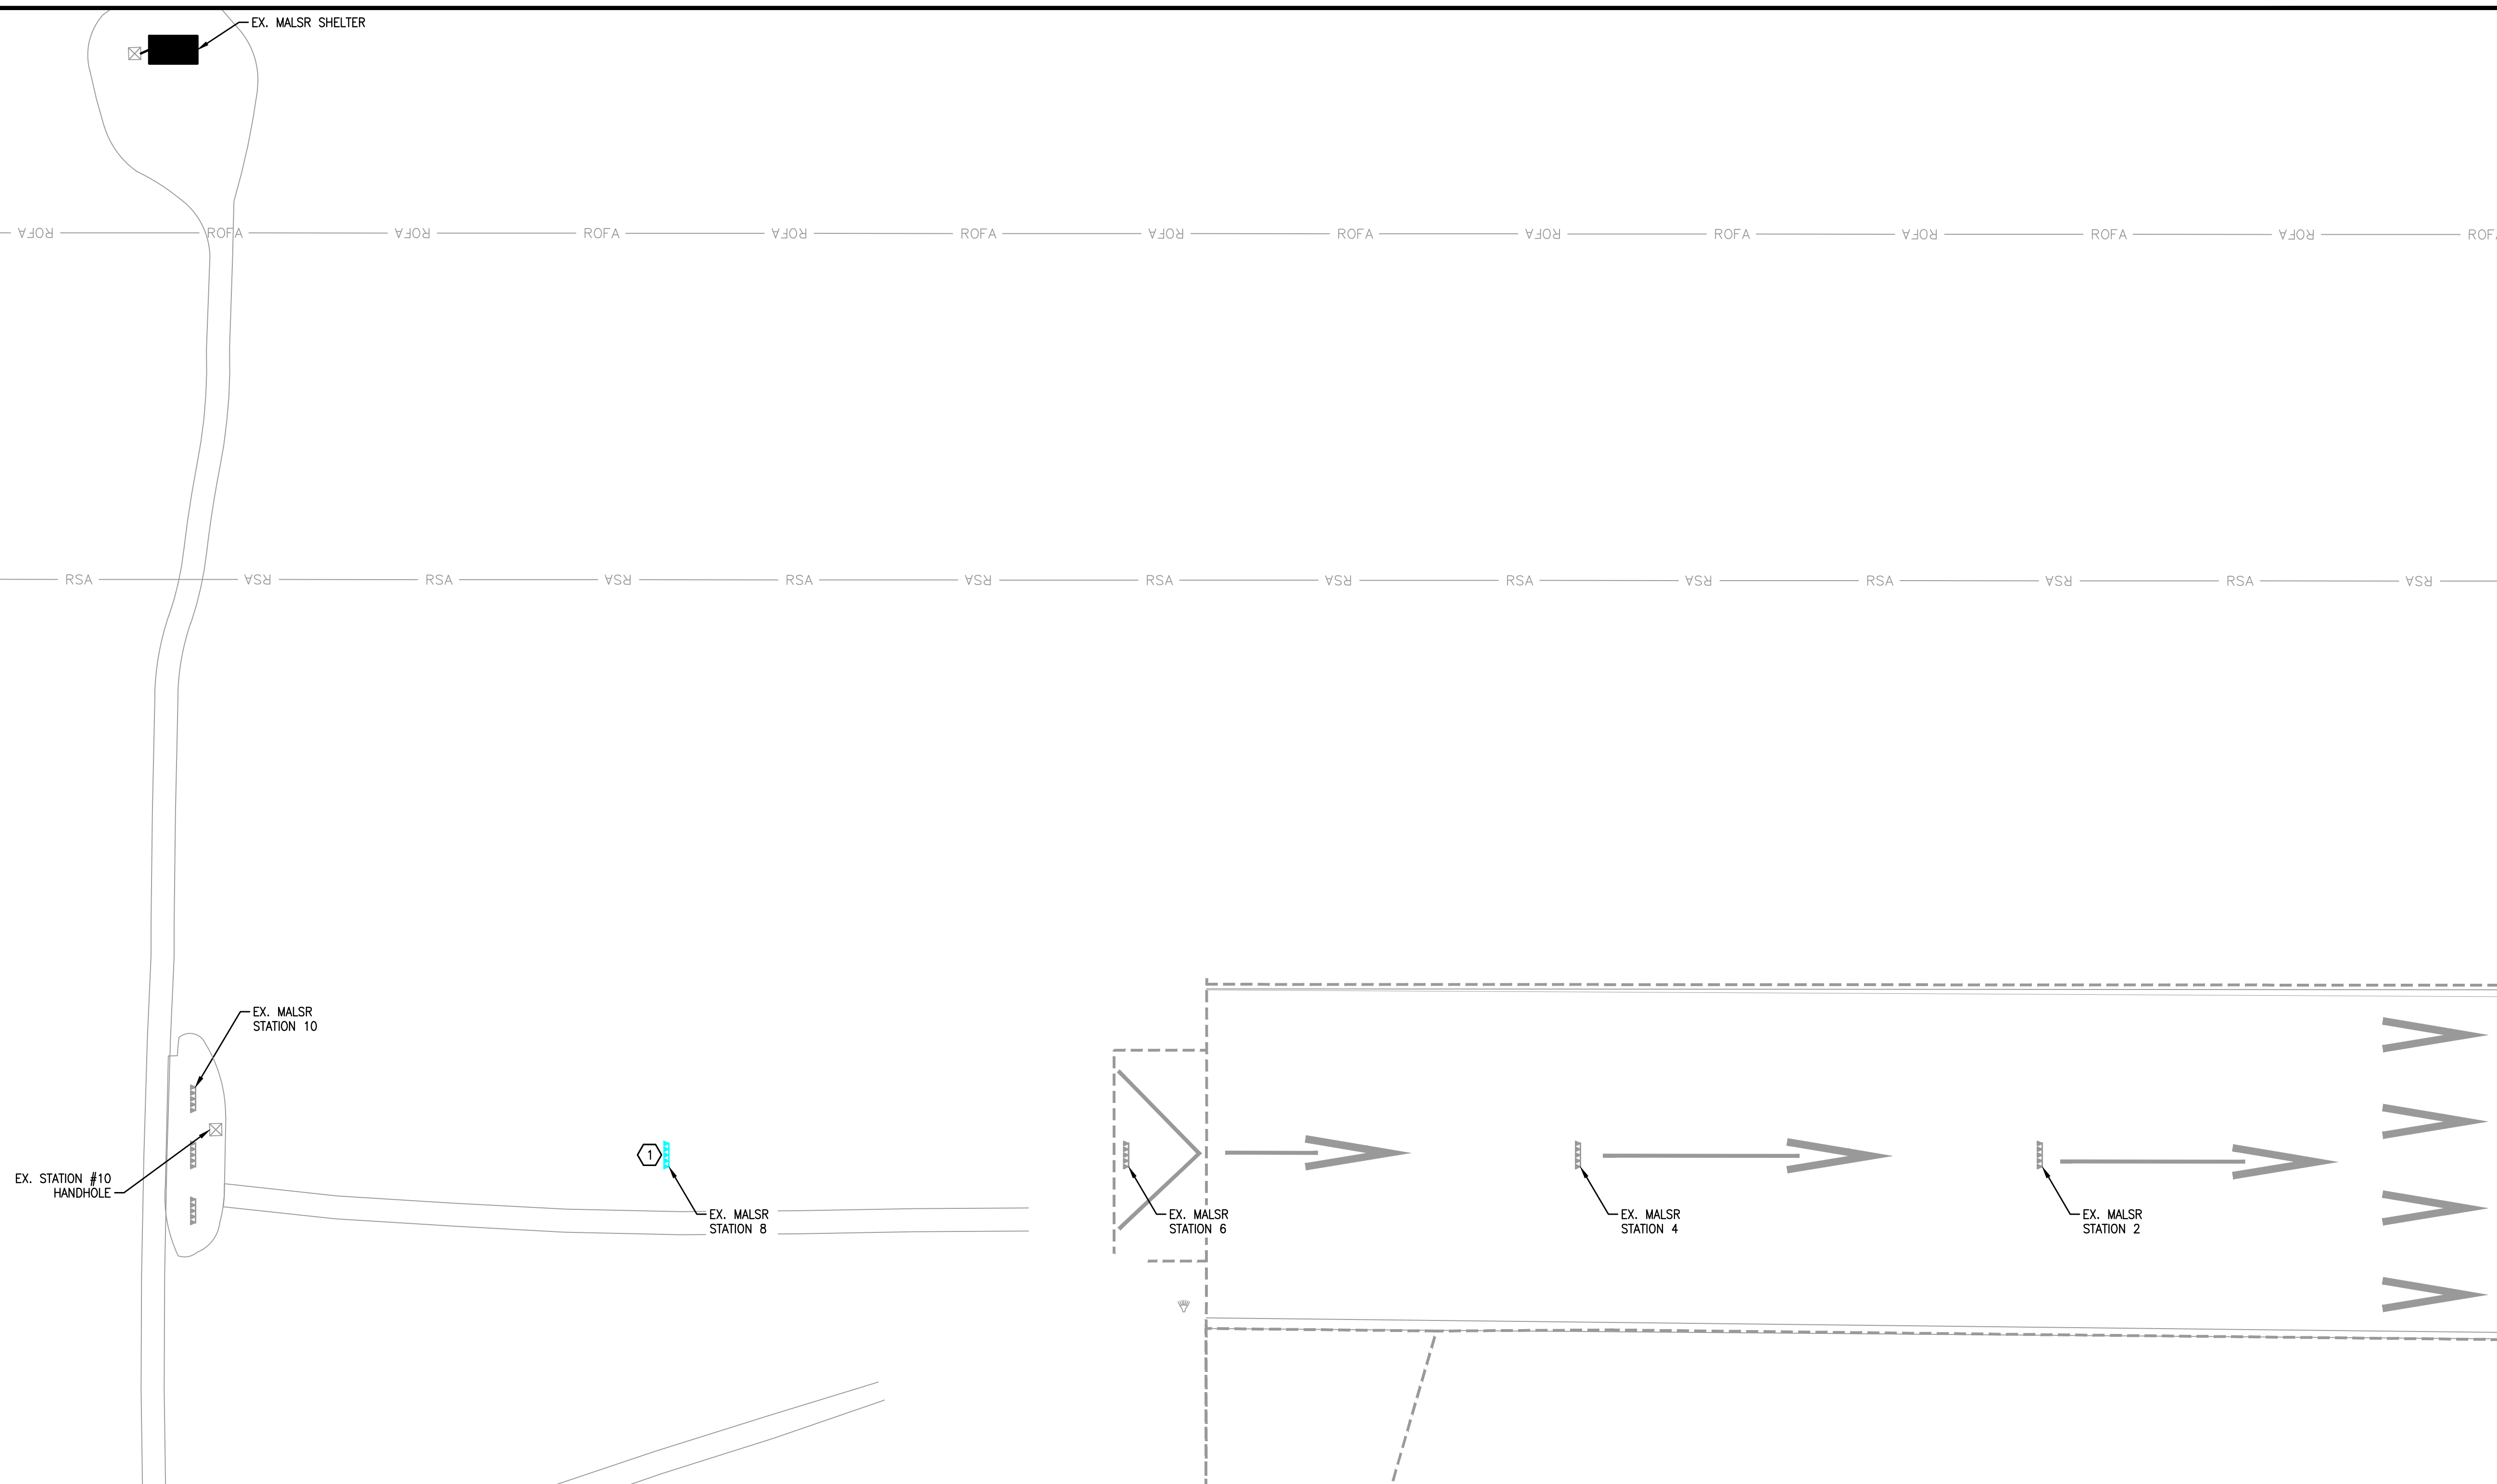 EX. MALSR SHELTER
ROFA ROFA ROFA ROFA ROFA ROFA ROFA ROFA ROFA ROFA ROFA ROFA ROFA ROF
RSA RSA RSA RSA RSA RSA RSA RSA RSA RSA RSA RSA RSA RSA
EX. MALSR
STATION 10
1
EX. STATION #10
HANDHOLE
EX. MALSR
STATION 8
EX. MALSR
STATION 6
EX. MALSR
STATION 4
EX. MALSR
STATION 2